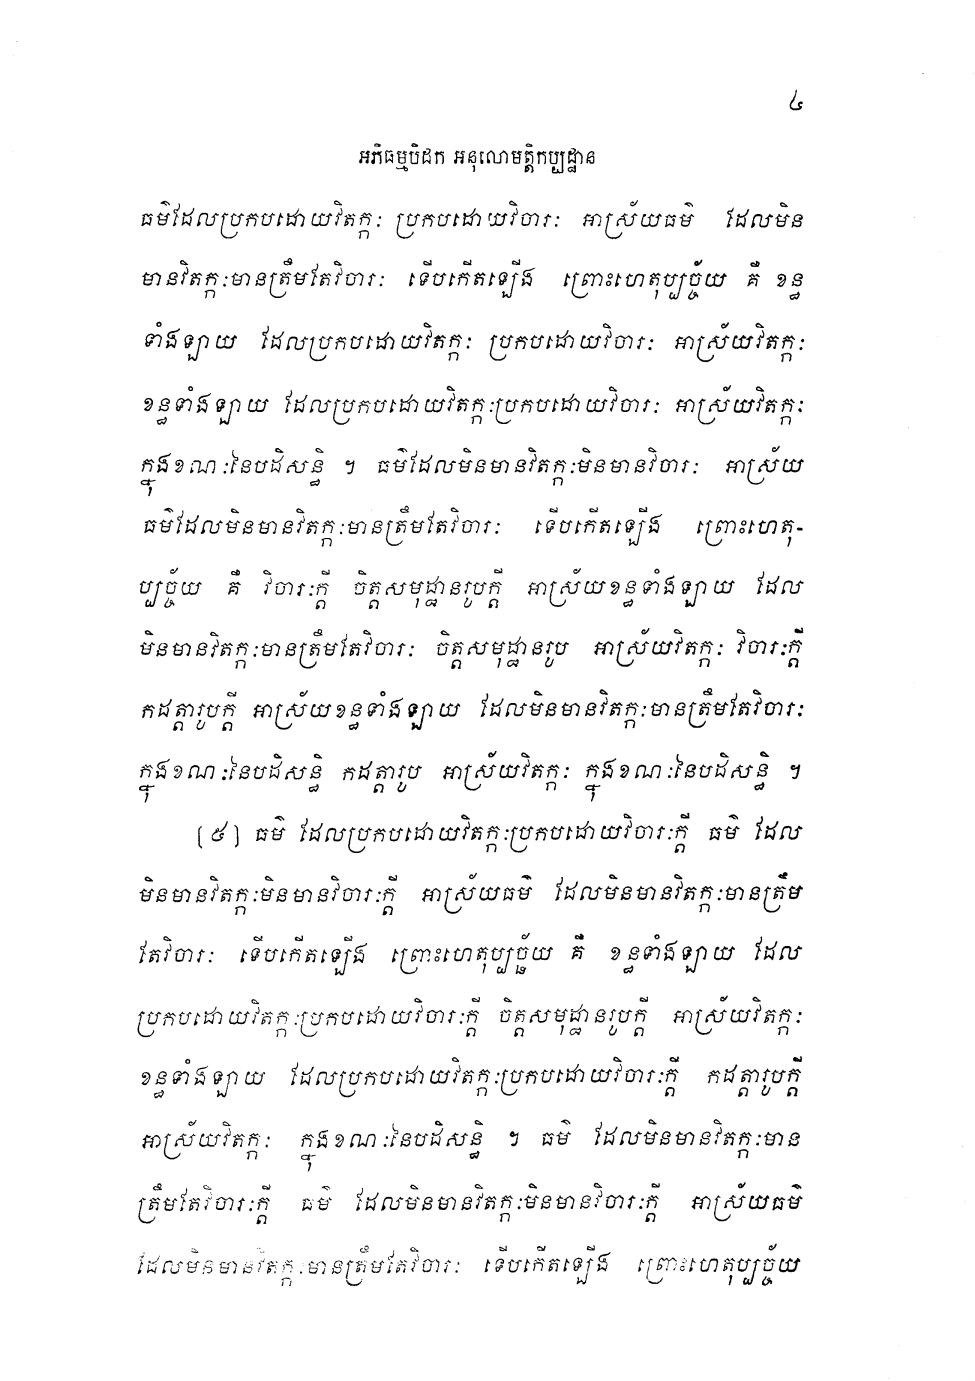 ៤
អភិធម្មបិដក អនុលោមត្តិកប្បដ្ឋាន
ធម៌ដែលប្រកបដោយវិតក្កៈ ប្រកបដោយវិចារៈ អាស្រ័យធម៌ ដែលមិន
មានវិតក្កៈមានត្រឹមតែវិចារៈ ទើបកើតឡើង ព្រោះហេតុប្បច្ច័យ គឺ ខន្ធ
ទាំងឡាយ ដែលប្រកបដោយវិតក្កៈ ប្រកបដោយវិចារៈ អាស្រ័យវិតក្កៈ
ខន្ធទាំងឡាយ ដែលប្រកបដោយវិតក្កៈប្រកបដោយវិចារៈ អាស្រ័យវិតក្កៈ
ក្នុងខណៈនៃបដិសន្ធិ ។ ធម៌ដែលមិនមានវិតក្កៈមិនមានវិចារៈ អាស្រ័យ
ធម៌ដែលមិនមានវិតក្កៈមានត្រឹមតែវិចារៈ ទើបកើតឡើង ព្រោះហេតុ-
ប្បច្ច័យ គឺ វិចារៈក្តី ចិត្តសមុដ្ឋានរូបក្តី អាស្រ័យខន្ធទាំងឡាយ ដែល
មិនមានវិតក្កៈមានត្រឹមតែវិចារៈ ចិត្តសមុដ្ឋានរូប អាស្រ័យវិតក្កៈ វិចារៈក្តី
កដត្តារូបក្តី អាស្រ័យខន្ធទាំងឡាយ ដែលមិនមានវិតក្កៈមានត្រឹមតែវិចារៈ
ក្នុងខណៈនៃបដិសន្ធិ កដត្តារូប អាស្រ័យវិតក្កៈ ក្នុងខណៈនៃបដិសន្ធិ ។
(៥) ធម៌ ដែលប្រកបដោយវិតក្កៈប្រកបដោយវិចារៈក្តី ធម៌ ដែល
មិនមានវិតក្កៈមិនមានវិចារៈក្តី អាស្រ័យធម៌ ដែលមិនមានវិតក្កៈមានត្រឹម
តែវិចារៈ ទើបកើតឡើង ព្រោះហេតុប្បច្ច័យ គឺ ខន្ធទាំងឡាយ ដែល
ប្រកបដោយវិតក្កៈប្រកបដោយវិចារៈក្តី ចិត្តសមុដ្ឋានរូបក្តី អាស្រ័យវិតក្កៈ
ខន្ធទាំងឡាយ ដែលប្រកបដោយវិតក្កៈប្រកបដោយវិចារៈក្តី កដត្តារូបក្តី
អាស្រ័យវិតក្កៈ ក្នុងខណៈនៃបដិសន្ធិ ។ ធម៌ ដែលមិនមានវិតក្កៈមាន
ត្រឹមតែវិចារៈក្តី ធម៌ ដែលមិនមានវិតក្កៈមិនមានវិចារៈក្តី អាស្រ័យធម៌
ដែលមិនមានវិតក្កៈមានត្រឹមតែវិចារៈ ទើបកើតឡើង ព្រោះហេតុប្បច្ច័យ